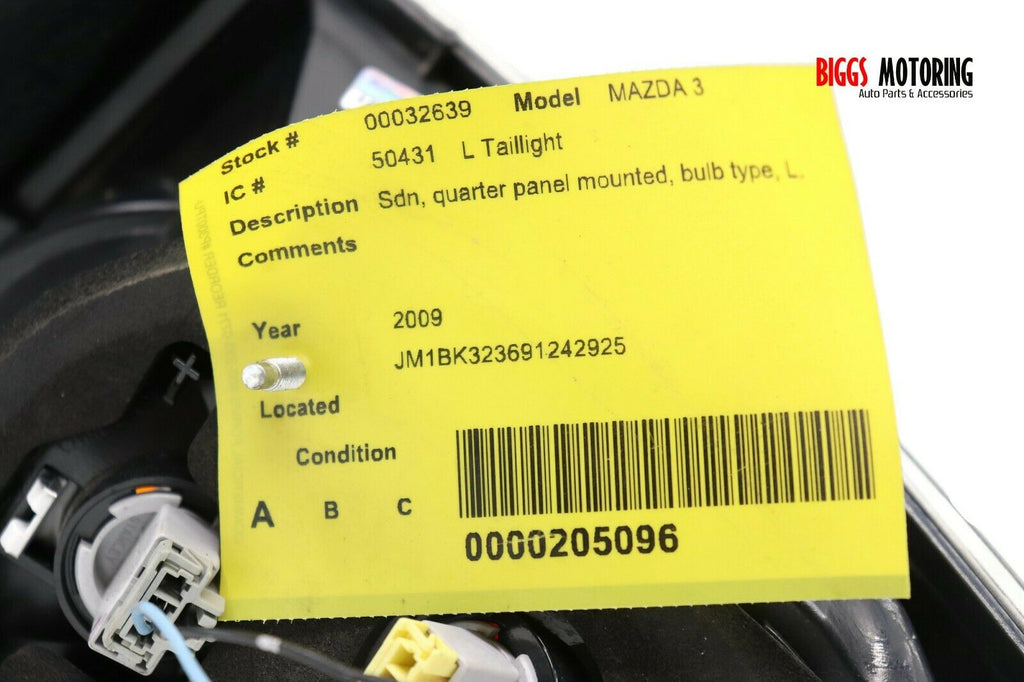 BIGGS MOTORING
Auto Parts & Accessories
Stock # 00032639 Model MAZDA 3
IC # 50431 L Taillight
Description Sdn, quarter panel mounted, bulb type, L.
Comments
Year 2009
JM1BK323691242925
Located
Condition
A B C
0000205096